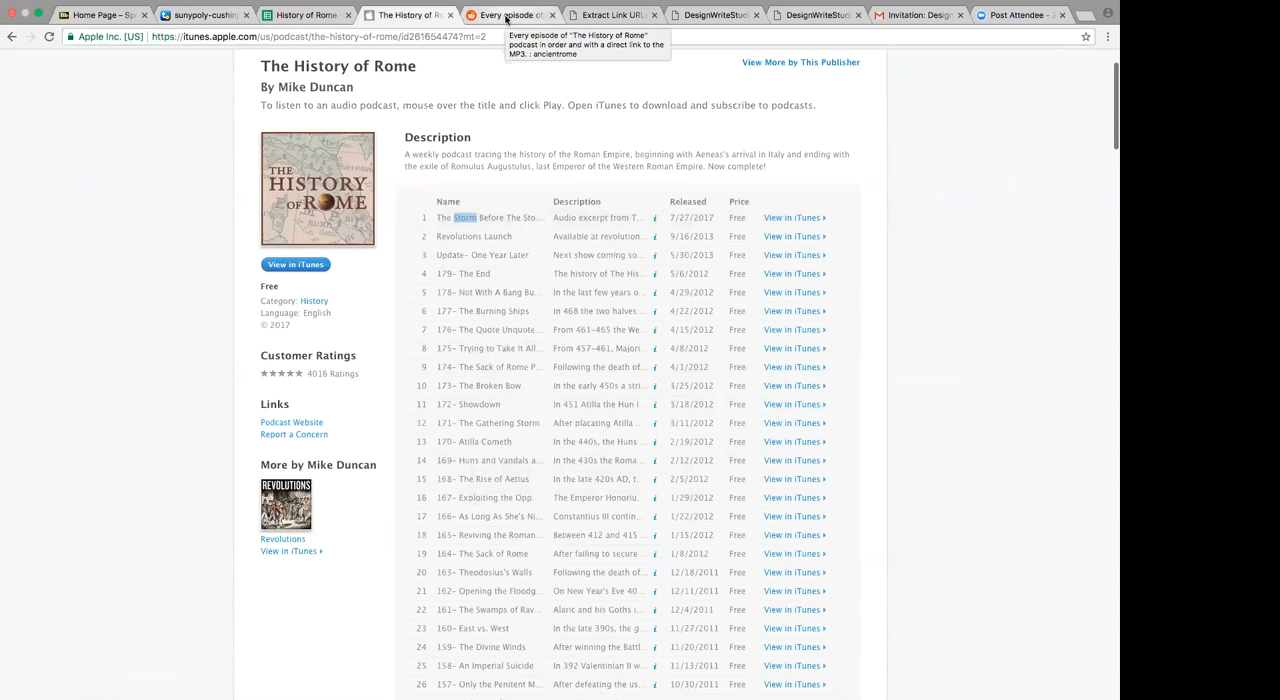 Home Page – Spr
sunypoly-cushin
History of Rome -
The History of Ro
Every episode of
Extract Link URL
DesignWriteStudi
DesignWriteStudi
Invitation: Desig
Post Attendee - Z
Apple Inc. [US]
https://itunes.apple.com/us/podcast/the-history-of-rome/id261654474?mt=2
Every episode of "The History of Rome"
podcast in order and with a direct link to the
MP3. : ancientrome
The History of Rome
View More by This Publisher
By Mike Duncan
To listen to an audio podcast, mouse over the title and click Play. Open iTunes to download and subscribe to podcasts.
THE
HISTORY
OF ROME
View in iTunes
Free
Category: History
Language: English
© 2017
Customer Ratings
★★★★★ 4016 Ratings
Links
Podcast Website
Report a Concern
More by Mike Duncan
REVOLUTIONS
Revolutions
View in iTunes
Description
A weekly podcast tracing the history of the Roman Empire, beginning with Aeneas's arrival in Italy and ending with
the exile of Romulus Augustulus, last Emperor of the Western Roman Empire. Now complete!
Name Description Released Price
1 The Storm Before The Sto... Audio excerpt from T... i 7/27/2017 Free View in iTunes
2 Revolutions Launch Available at revolution... i 9/16/2013 Free View in iTunes
3 Update- One Year Later Next show coming so... i 5/30/2013 Free View in iTunes
4 179- The End The history of The His... i 5/6/2012 Free View in iTunes
5 178- Not With A Bang Bu... In the last few years o... i 4/29/2012 Free View in iTunes
6 177- The Burning Ships In 468 the two halves ... i 4/22/2012 Free View in iTunes
7 176- The Quote Unquote... From 461-465 the We... i 4/15/2012 Free View in iTunes
8 175- Trying to Take It All... From 457-461, Majori... i 4/8/2012 Free View in iTunes
9 174- The Sack of Rome P... Following the death of... i 4/1/2012 Free View in iTunes
10 173- The Broken Bow In the early 450s a stri... i 3/25/2012 Free View in iTunes
11 172- Showdown In 451 Atilla the Hun i... i 3/18/2012 Free View in iTunes
12 171- The Gathering Storm After placating Atilla ... i 3/11/2012 Free View in iTunes
13 170- Atilla Cometh In the 440s, the Huns ... i 2/19/2012 Free View in iTunes
14 169- Huns and Vandals a... In the 430s the Roma... i 2/12/2012 Free View in iTunes
15 168- The Rise of Aetius In the late 420s AD, t... i 2/5/2012 Free View in iTunes
16 167- Exploiting the Opp... The Emperor Honoriu... i 1/29/2012 Free View in iTunes
17 166- As Long As She's Ni... Constantius III contin... i 1/22/2012 Free View in iTunes
18 165- Reviving the Roman... Between 412 and 415 ... i 1/15/2012 Free View in iTunes
19 164- The Sack of Rome After failing to secure ... i 1/8/2012 Free View in iTunes
20 163- Theodosius's Walls Following the death of... i 12/18/2011 Free View in iTunes
21 162- Opening the Floodg... On New Year's Eve 40... i 12/11/2011 Free View in iTunes
22 161- The Swamps of Rav... Alaric and his Goths i... i 12/4/2011 Free View in iTunes
23 160- East vs. West In the late 390s, the g... i 11/27/2011 Free View in iTunes
24 159- The Divine Winds After winning the Battl... i 11/20/2011 Free View in iTunes
25 158- An Imperial Suicide In 392 Valentinian II w... i 11/13/2011 Free View in iTunes
26 157- Only the Penitent M... After defeating the us... i 10/30/2011 Free View in iTunes